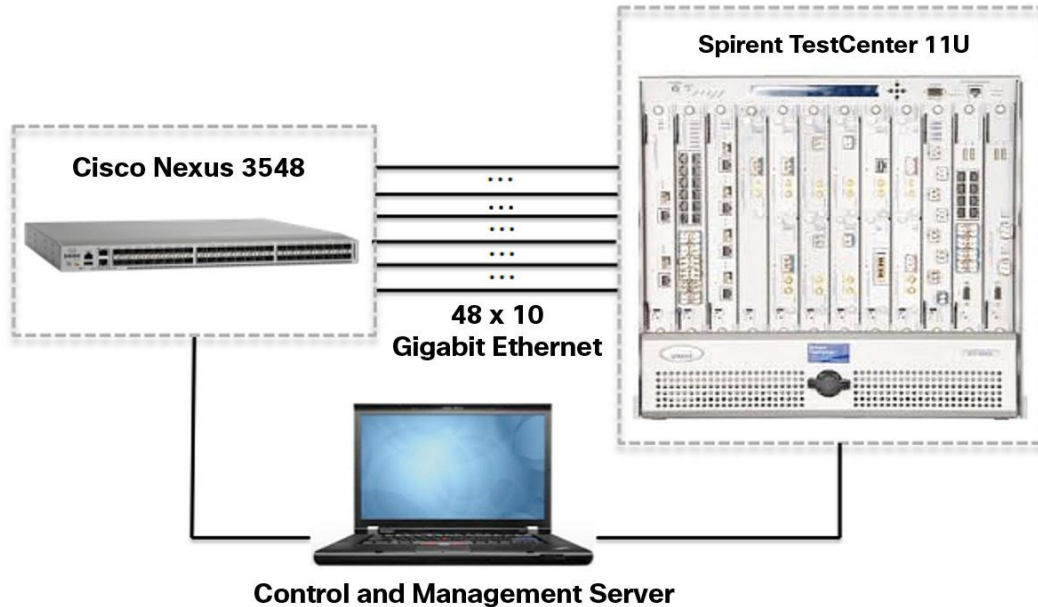 Spirent TestCenter 11U
Cisco Nexus 3548
...
...
...
...
...
48 x 10
Gigabit Ethernet
Control and Management Server